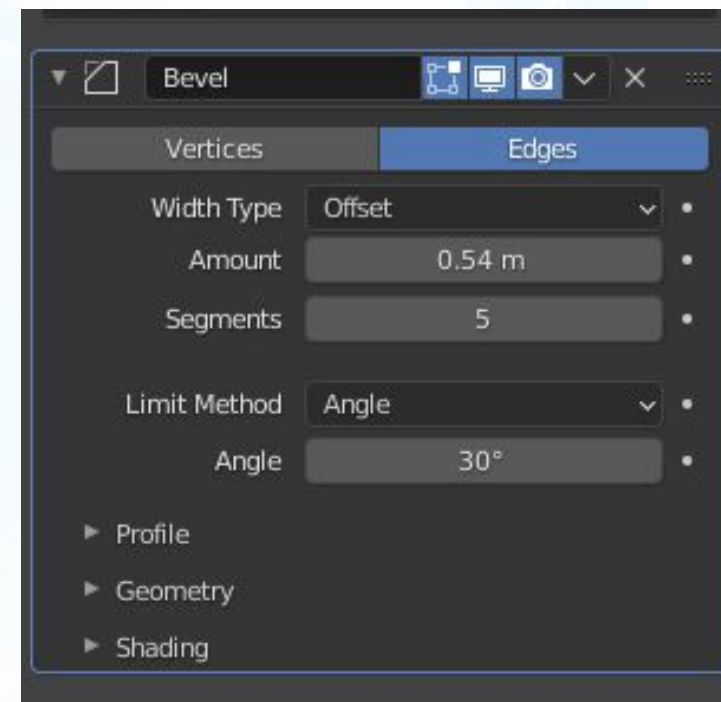 Bevel
Vertices Edges
Width Type Offset
Amount 0.54 m
Segments 5
Limit Method Angle
Angle 30°
Profile
Geometry
Shading